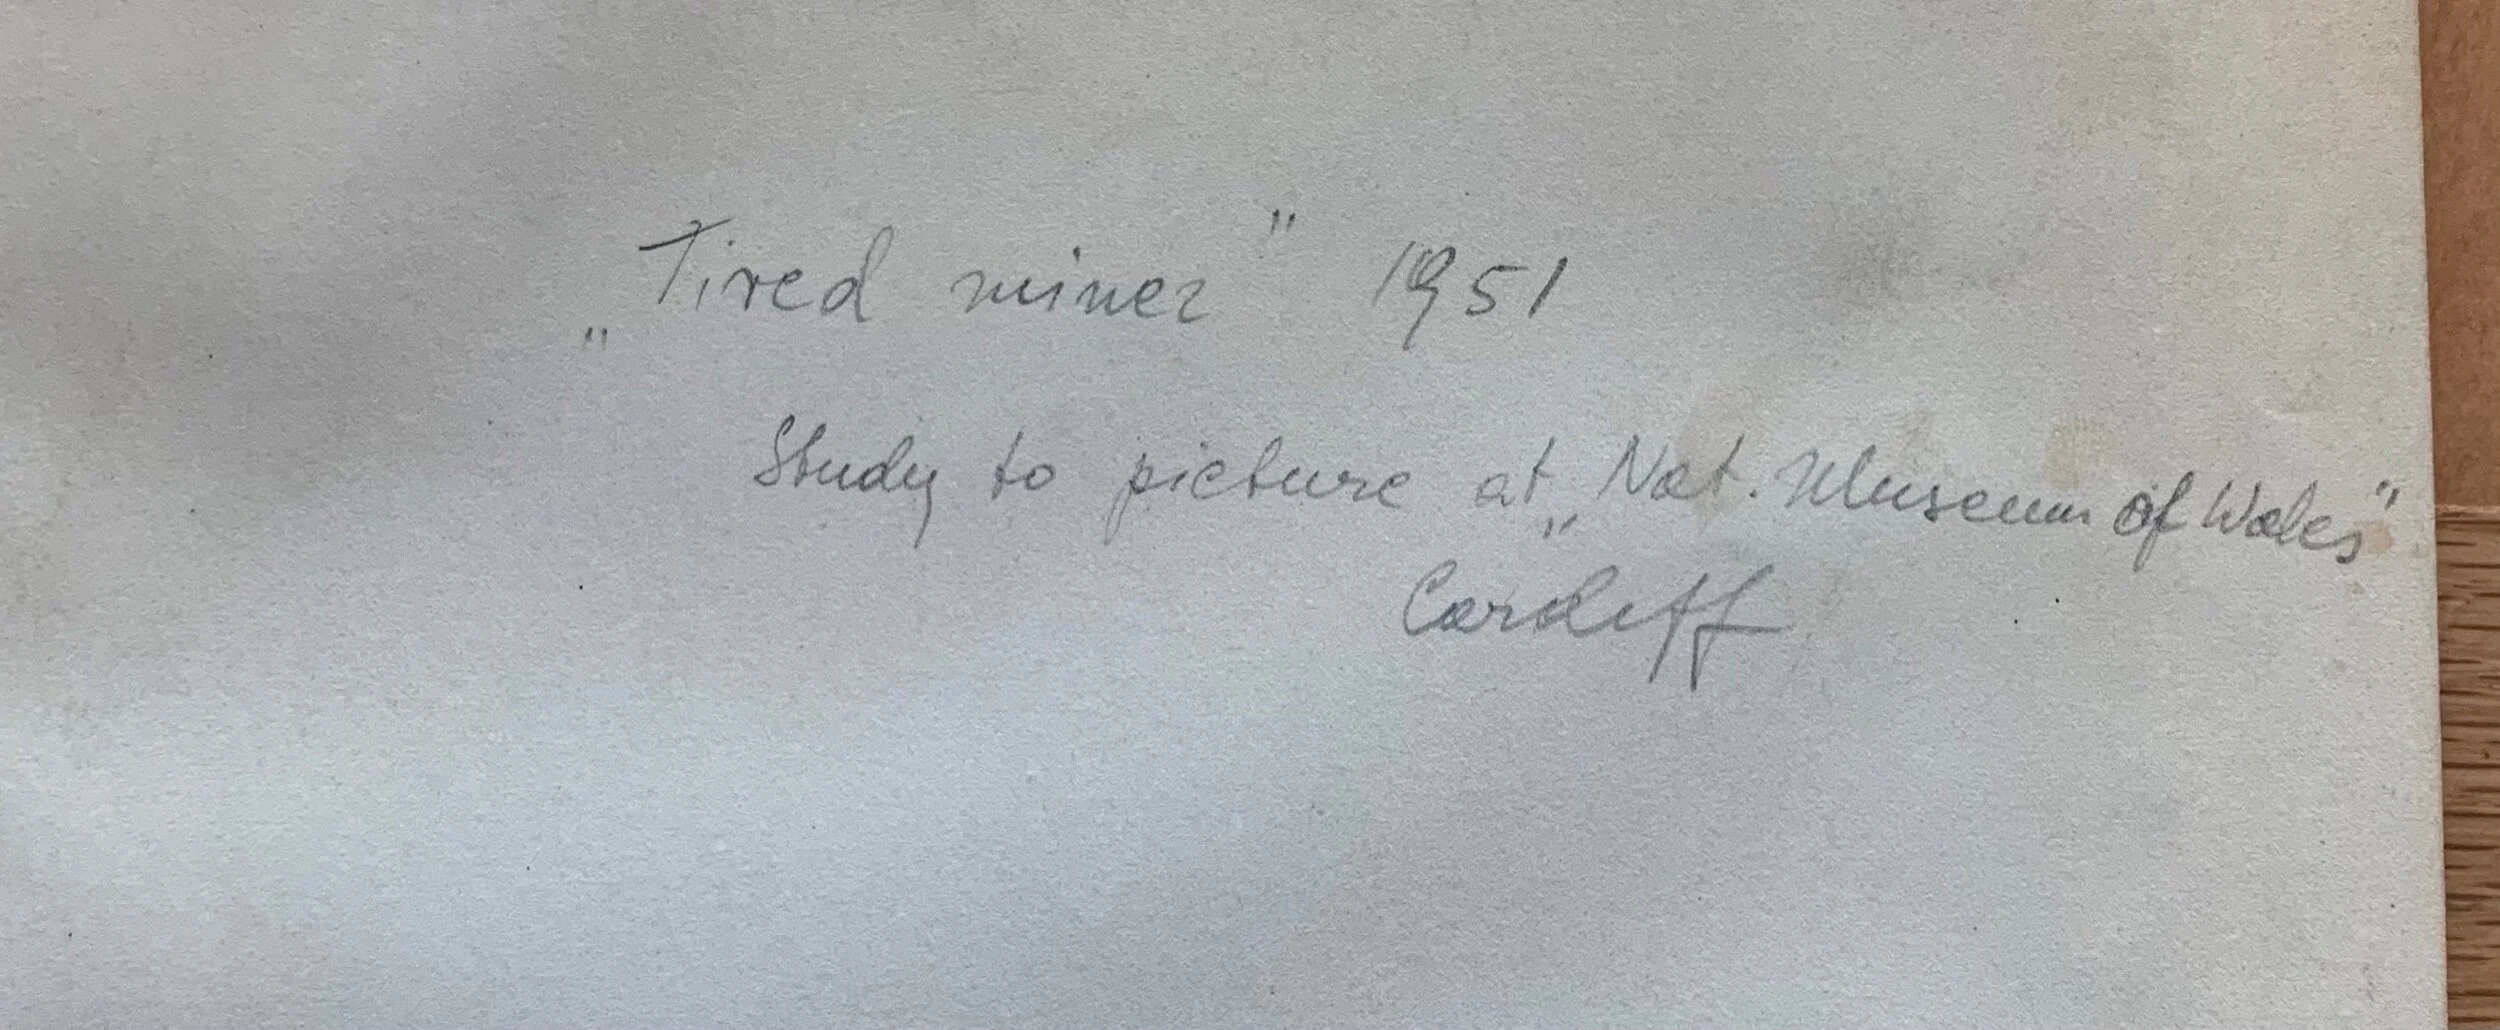 „Tired miner" 1951
Study to picture at „Nat. Museum of Wales"
Cardiff